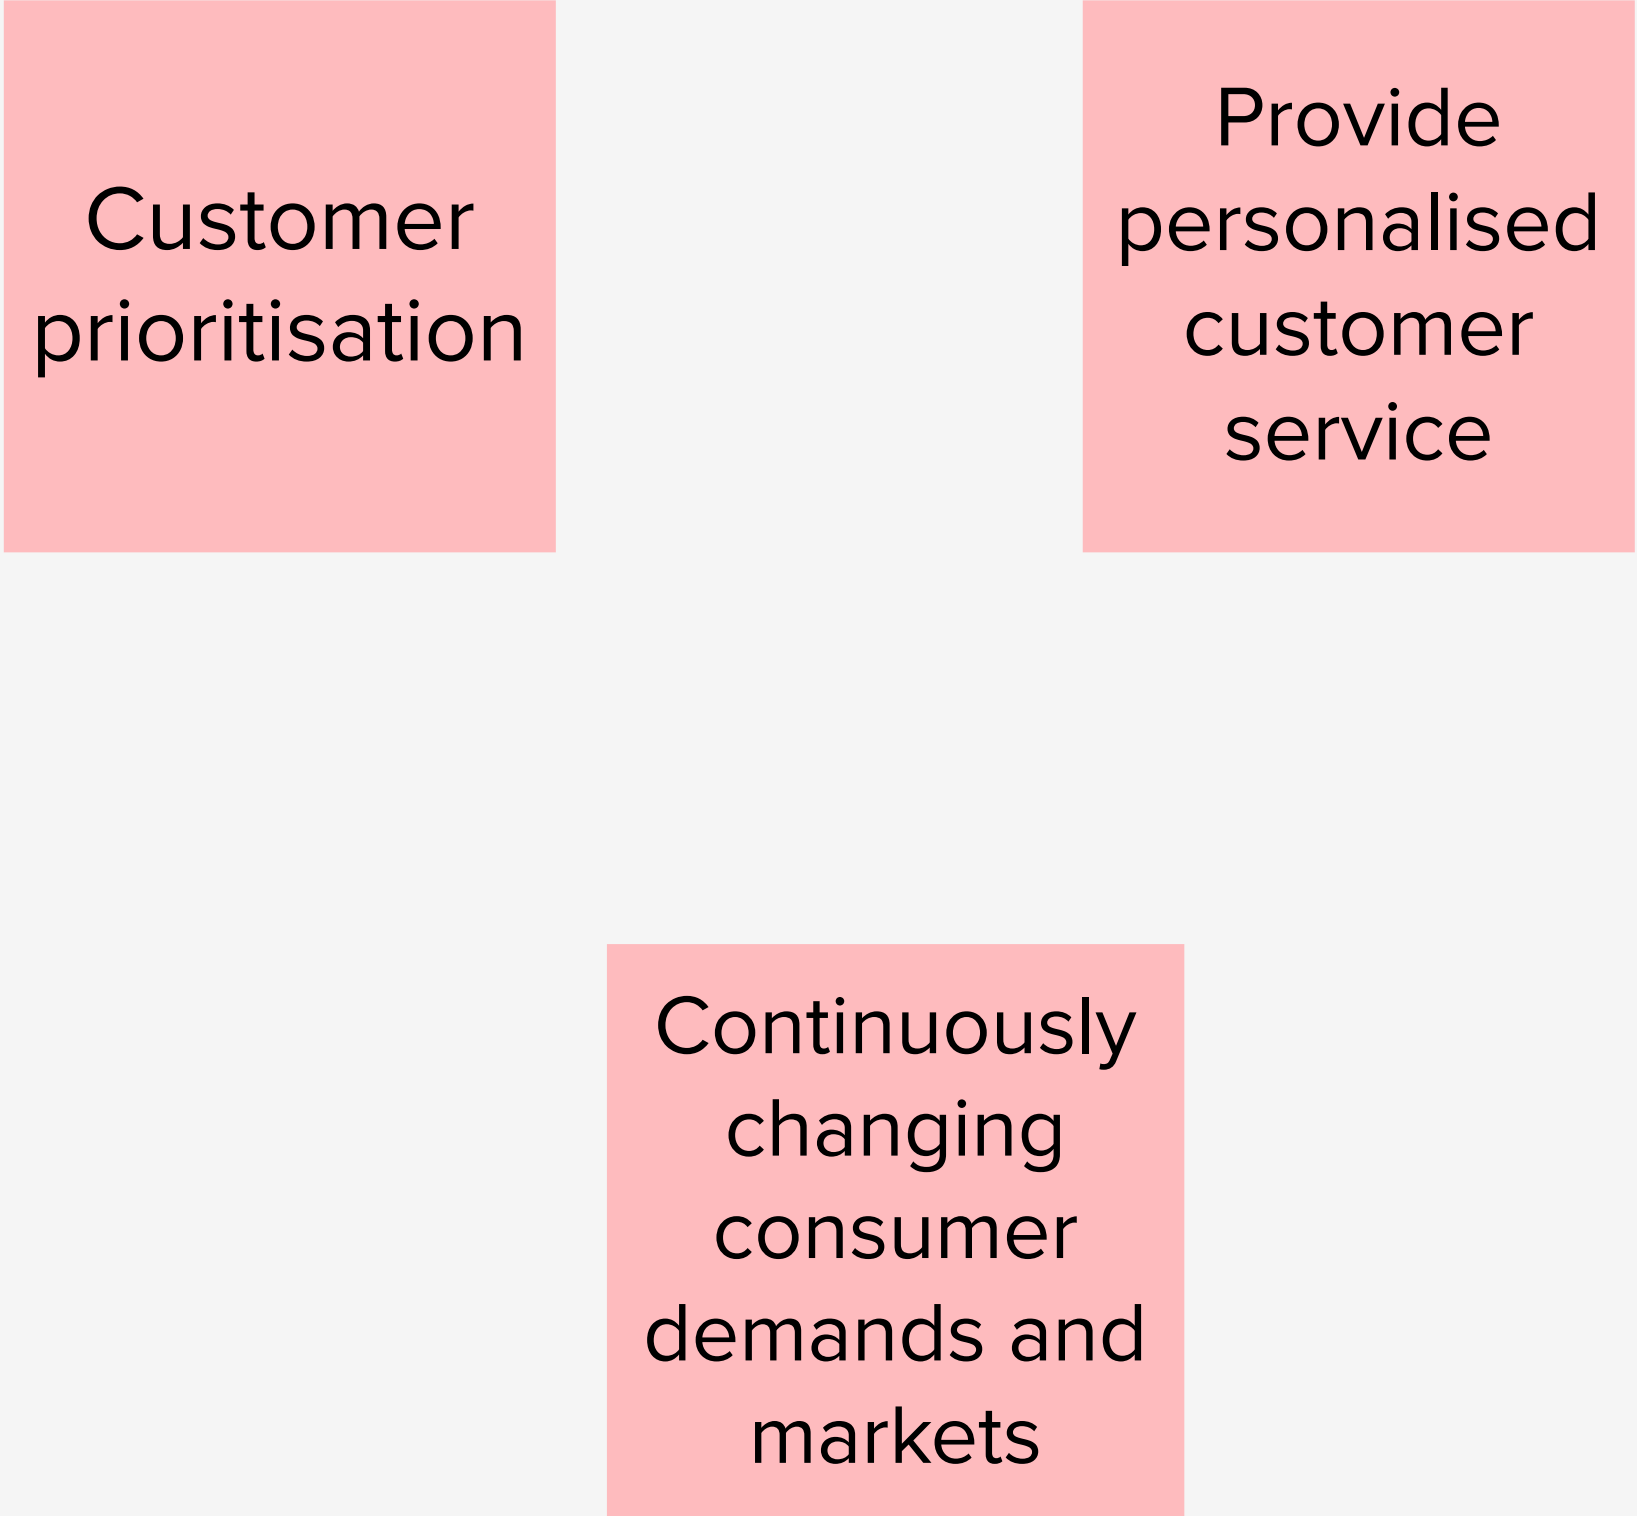 Customer
prioritisation
Provide
personalised
customer
service
Continuously
changing
consumer
demands and
markets